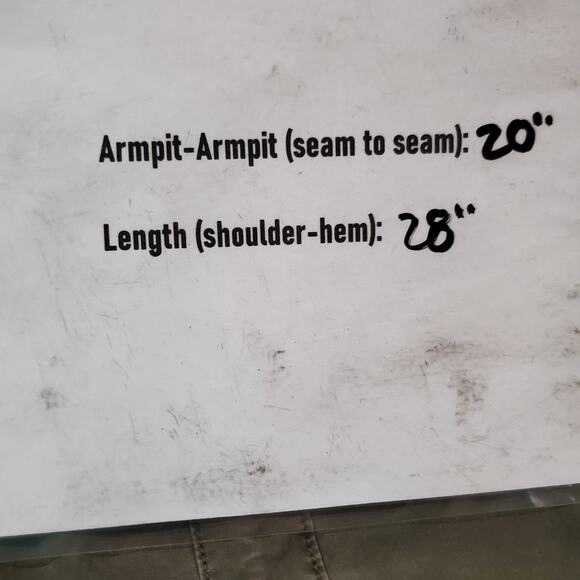 Armpit-Armpit (seam to seam): 20"
Length (shoulder-hem): 28"